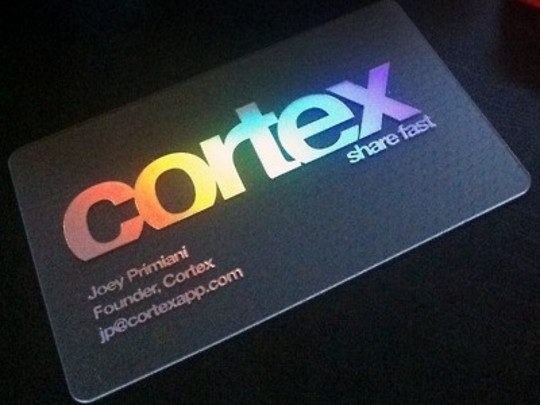 cortex
share fast
Joey Primiani
Founder, Cortex
jp@cortexapp.com